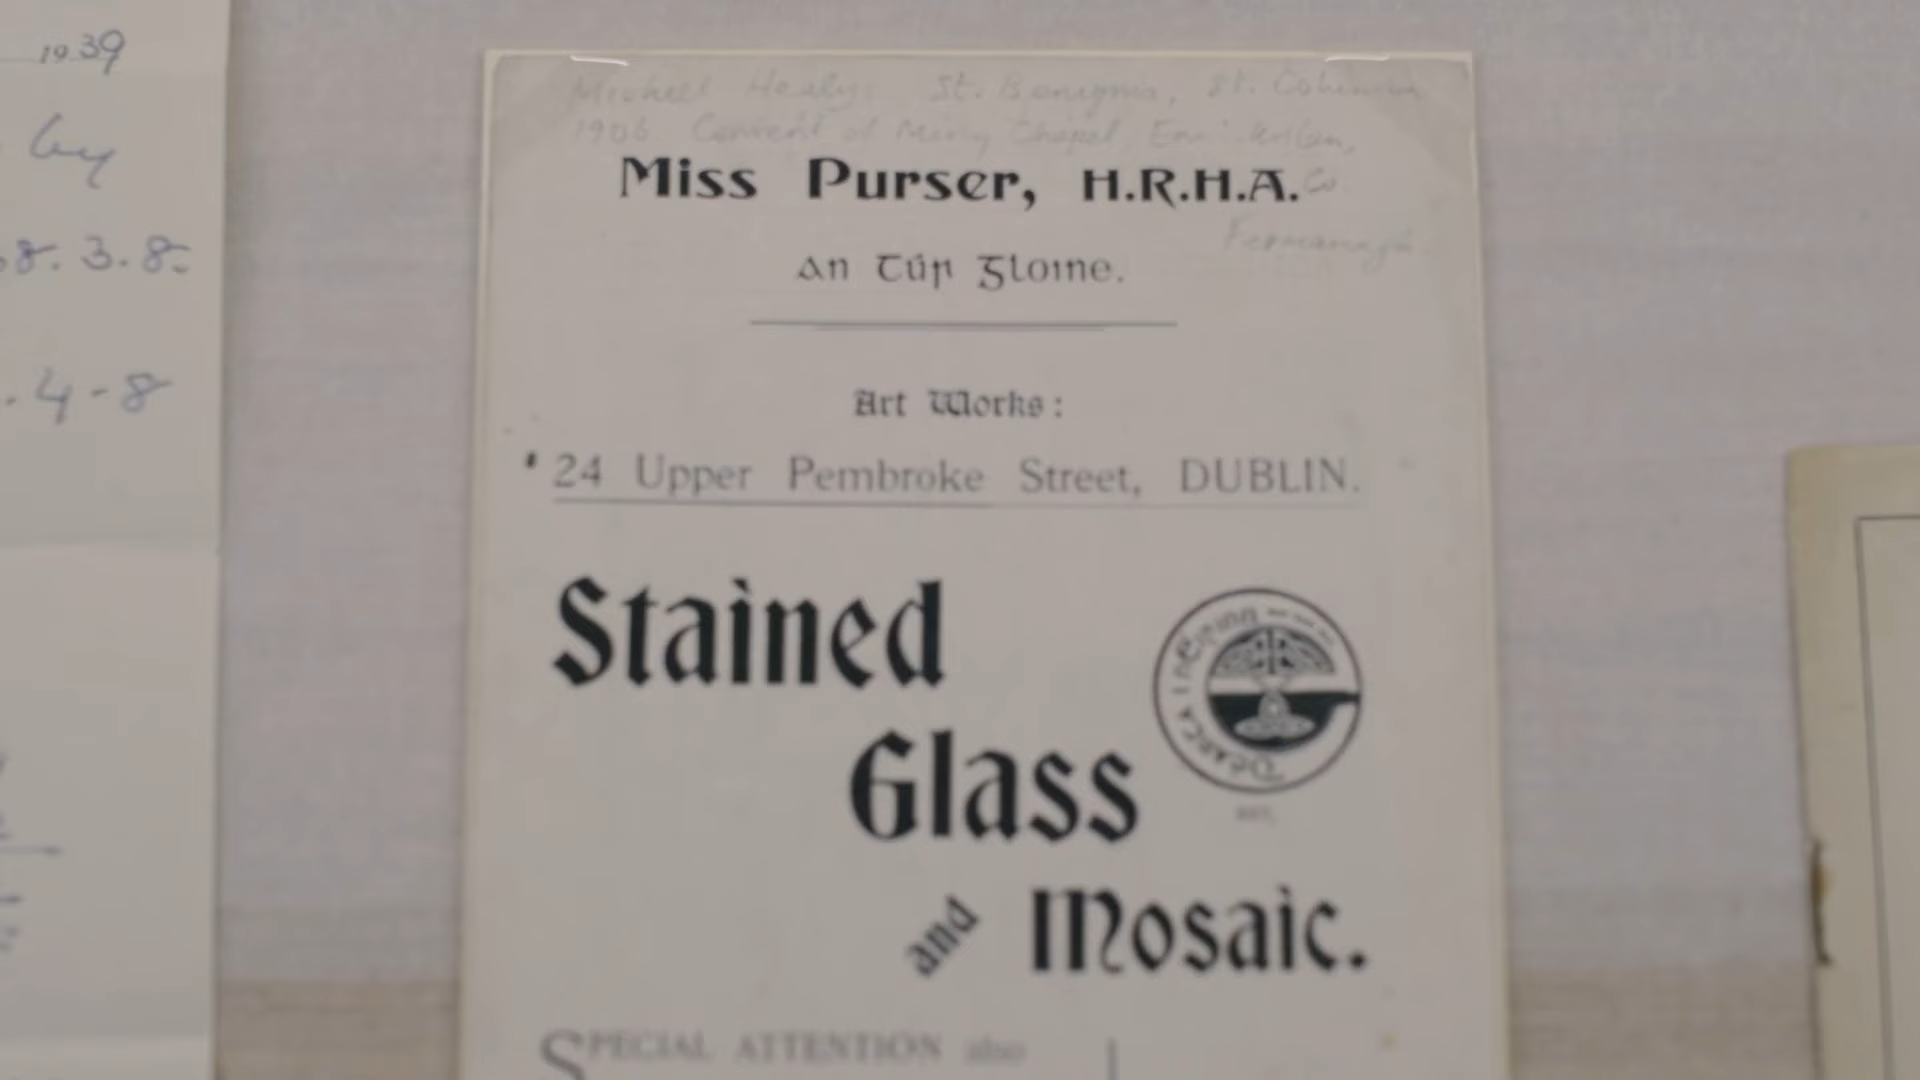 1939
by
8.3.8.
.4-8
Michael Healy: St. Benignus, St. Columba
1906 Convent of Mercy Chapel, Enniskillen,
Miss Purser, H.R.H.A.
Co.
Fermanagh
An Túr Gloine.
Art Works:
24 Upper Pembroke Street, DUBLIN.
Stained
Glass
and Mosaic.
SPECIAL ATTENTION also